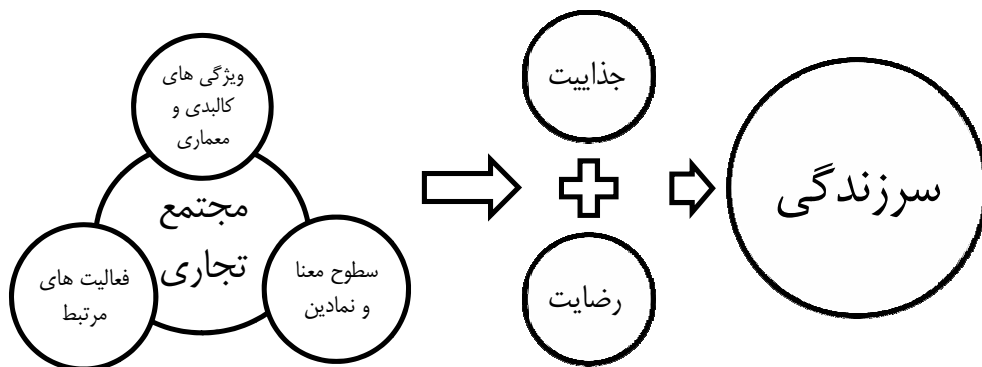 ویژگی های
کالبدی و
معماری
مجتمع
تجاری
سطوح معنا
و نمادین
فعالیت های
مرتبط
جذابیت
رضایت
سرزندگی